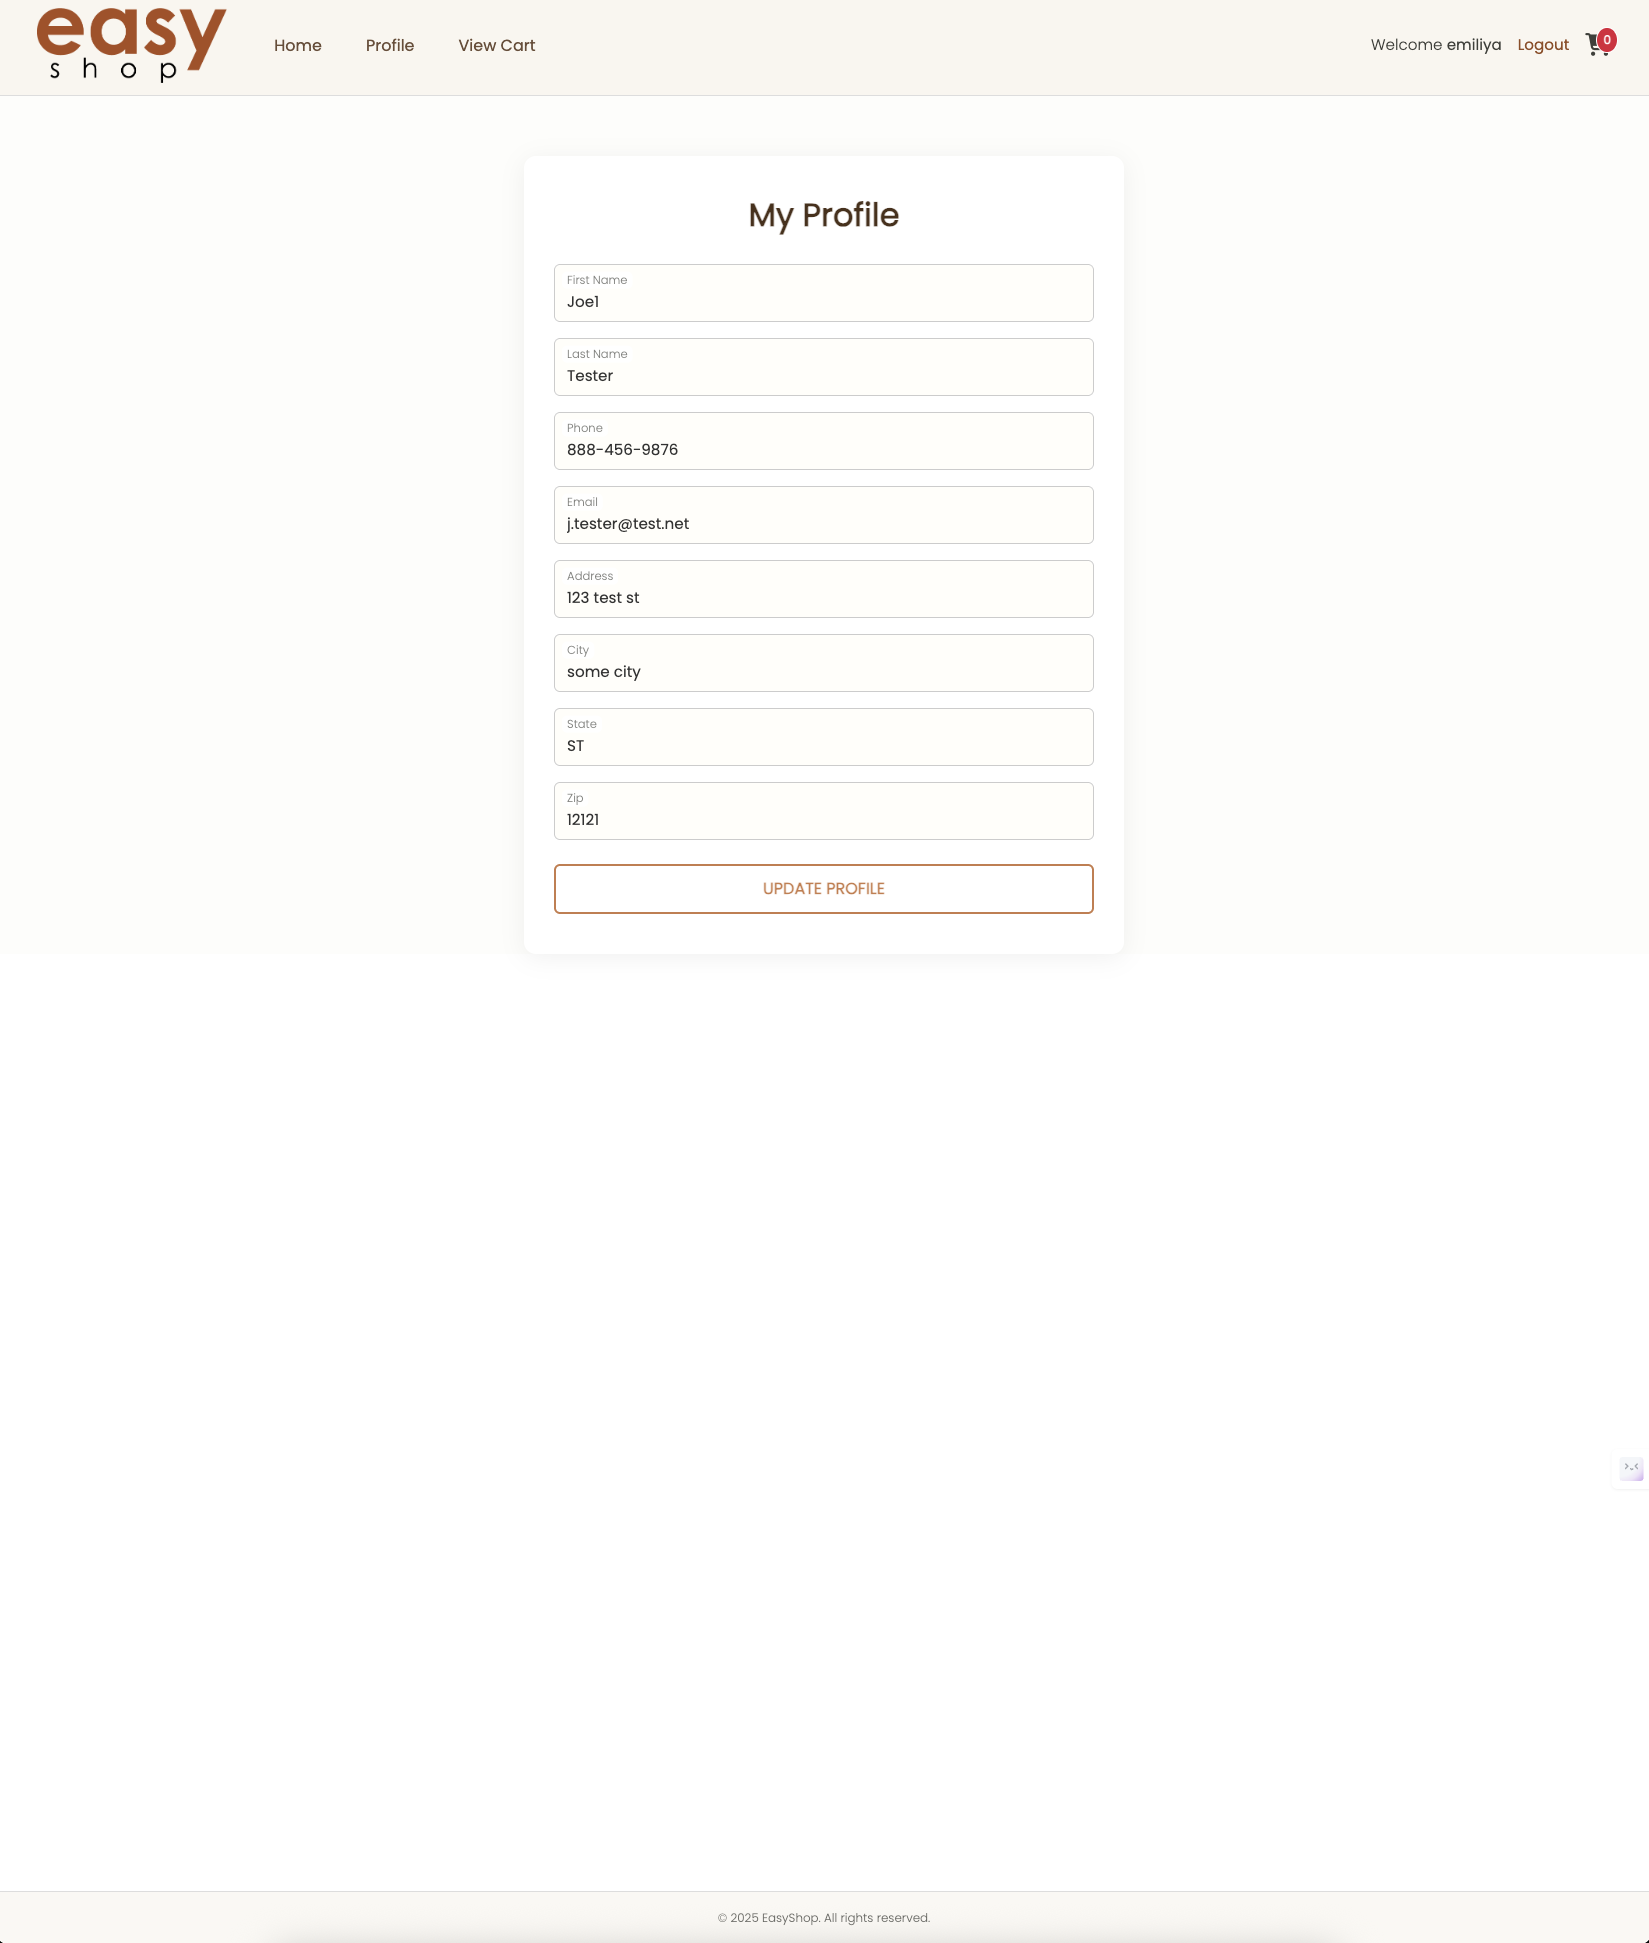 easy
shop
Home Profile View Cart Welcome emiliya Logout 0
My Profile
First Name
Joe1
Last Name
Tester
Phone
888-456-9876
Email
j.tester@test.net
Address
123 test st
City
some city
State
ST
Zip
12121
UPDATE PROFILE
© 2025 EasyShop. All rights reserved.